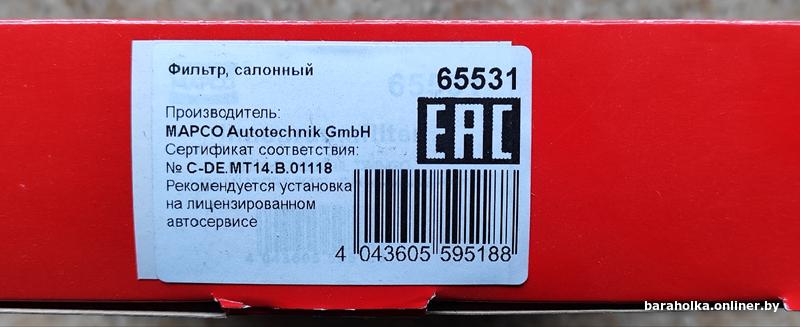 Фильтр, салонный
65531
Производитель:
MAPCO Autotechnik GmbH
Сертификат соответствия:
№ C-DE.MT14.B.01118
Рекомендуется установка
на лицензированном
автосервисе
EAC
4 043605 595188
baraholka.onliner.by